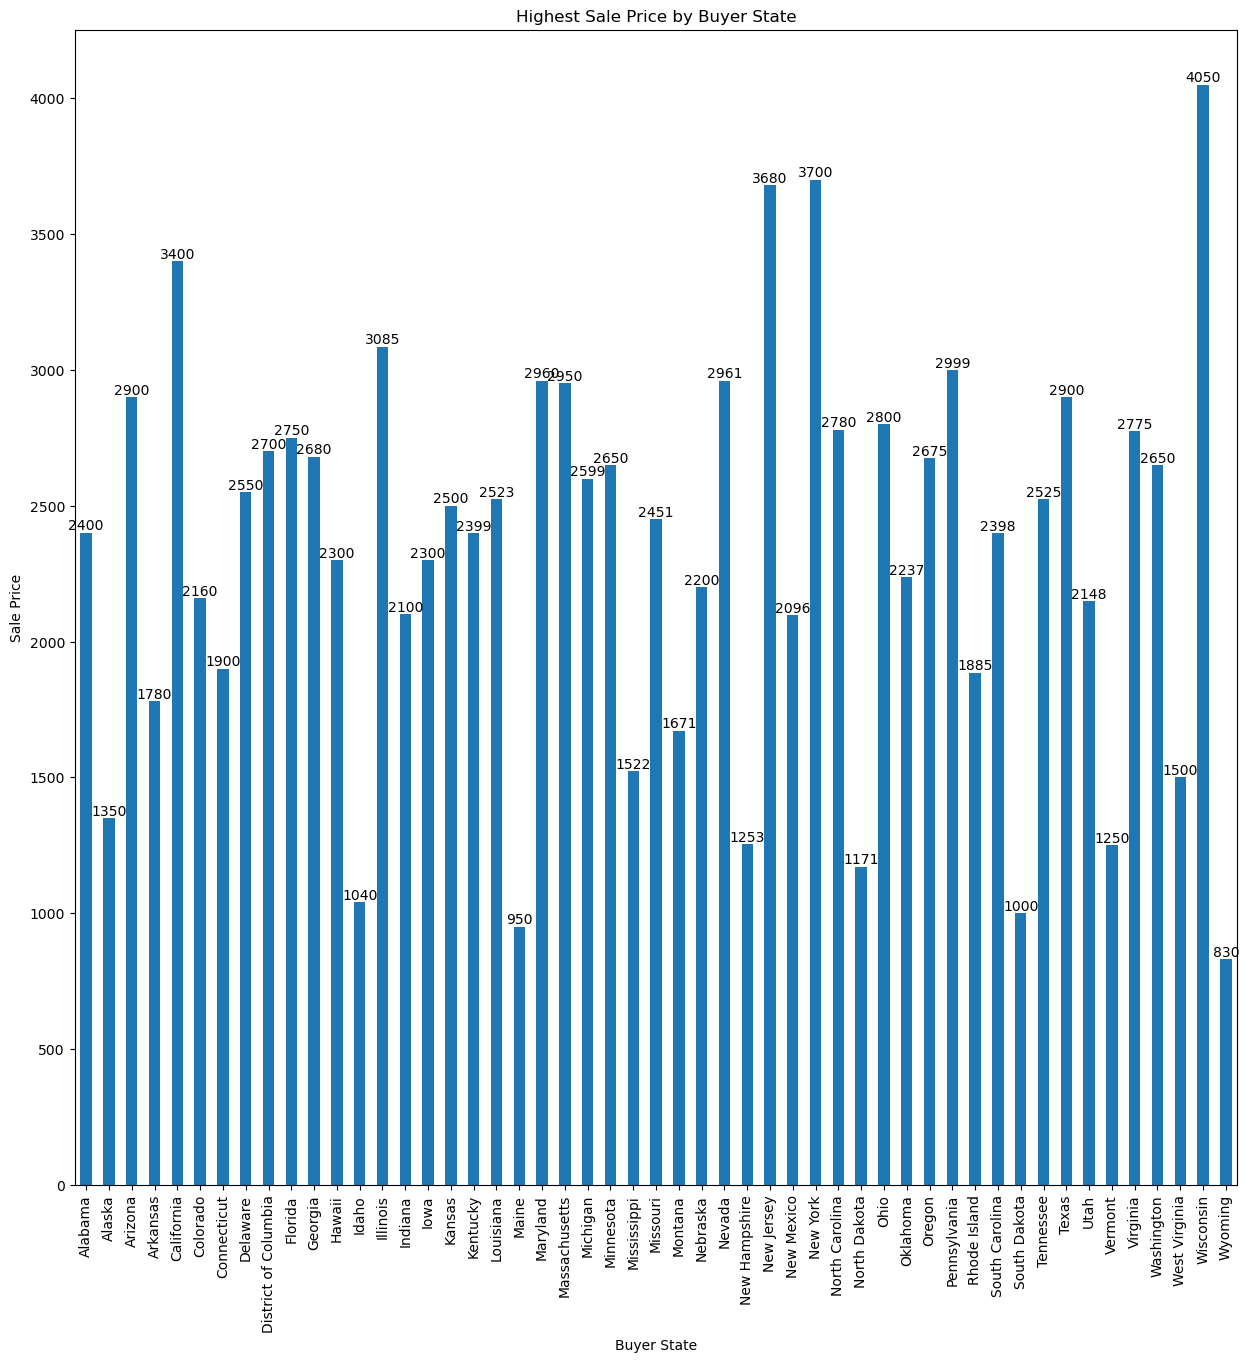 Highest Sale Price by Buyer State
4000
3500
3000
2500
2000
1500
1000
500
0
Sale Price
2400
1350
2900
1780
3400
2160
1900
2550
2700
2750
2680
2300
1040
3085
2100
2300
2500
2399
2523
950
2960
2950
2599
2650
1522
2451
1671
2200
2961
1253
3680
2096
3700
2780
1171
2800
2237
2675
2999
1885
2398
1000
2525
2900
2148
1250
2775
2650
1500
4050
830
Alabama
Alaska
Arizona
Arkansas
California
Colorado
Connecticut
Delaware
District of Columbia
Florida
Georgia
Hawaii
Idaho
Illinois
Indiana
Iowa
Kansas
Kentucky
Louisiana
Maine
Maryland
Massachusetts
Michigan
Minnesota
Mississippi
Missouri
Montana
Nebraska
Nevada
New Hampshire
New Jersey
New Mexico
New York
North Carolina
North Dakota
Ohio
Oklahoma
Oregon
Pennsylvania
Rhode Island
South Carolina
South Dakota
Tennessee
Texas
Utah
Vermont
Virginia
Washington
West Virginia
Wisconsin
Wyoming
Buyer State